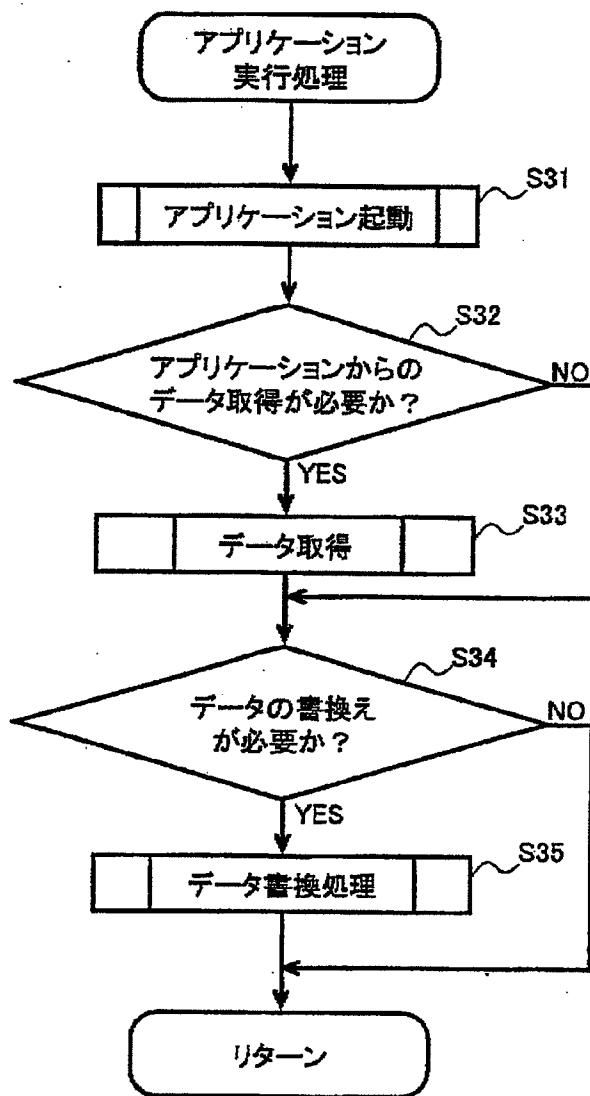 アプリケーション
実行処理
S31
アプリケーション起動
S32
アプリケーションからの
データ取得が必要か？
NO
YES
S33
データ取得
S34
データの書換え
が必要か？
NO
YES
S35
データ書換処理
リターン